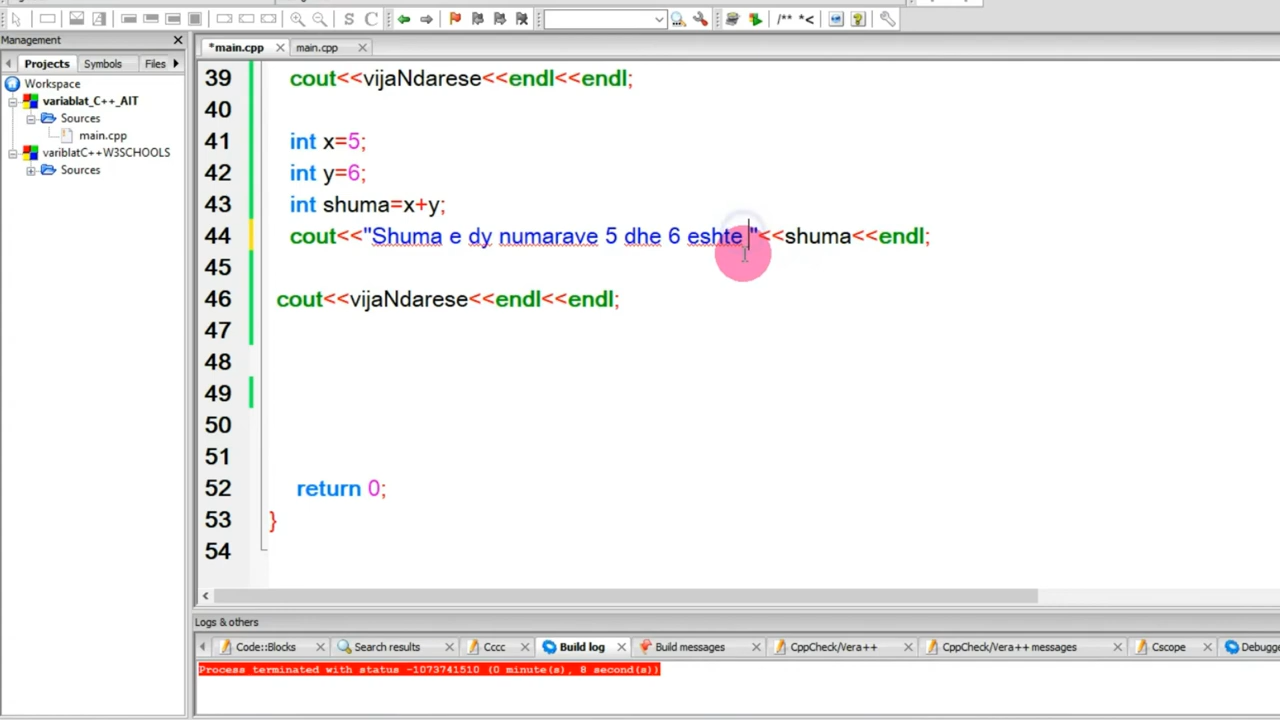 Management
Projects Symbols Files
Workspace
variablat_C++_AIT
Sources
main.cpp
variblatC++W3SCHOOLS
Sources
*main.cpp main.cpp
39 cout<<vijaNdarese<<endl<<endl;
40
41 int x=5;
42 int y=6;
43 int shuma=x+y;
44 cout<<"Shuma e dy numarave 5 dhe 6 eshte "<<shuma<<endl;
45
46 cout<<vijaNdarese<<endl<<endl;
47
48
49
50
51
52 return 0;
53 }
54
Logs & others
Code::Blocks Search results Cccc Build log Build messages CppCheck/Vera++ CppCheck/Vera++ messages Cscope Debugge
Process terminated with status -1073741510 (0 minute(s), 8 second(s))